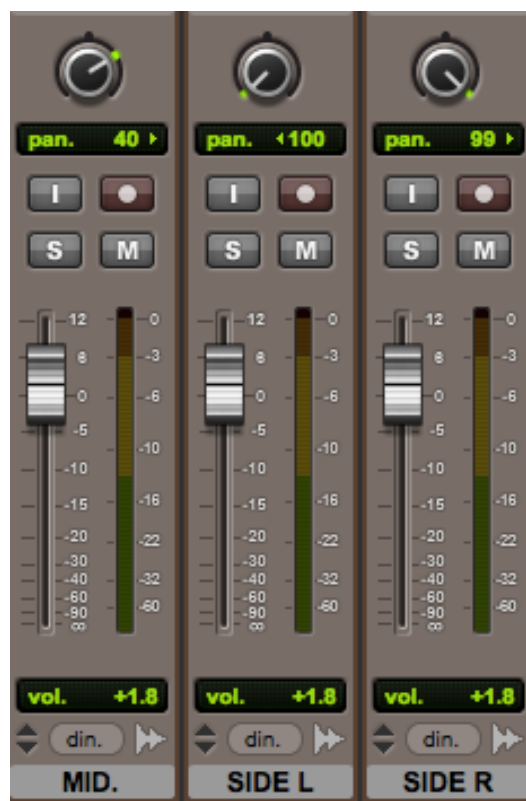 pan. 40 pan. 100 pan. 99
I I I
S M S M S M
12 0 12 0 12 0
6 -3 6 -3 6 -3
0 -6 0 -6 0 -6
-5 -5 -5
-10 -10 -10 -10 -10 -10
-15 -16 -15 -16 -15 -16
-20 -22 -20 -22 -20 -22
-30 -30 -30
-40 -32 -40 -32 -40 -32
-60 -60 -60 -60 -60 -60
-90 -90 -90
∞ ∞ ∞
vol. +1.8 vol. +1.8 vol. +1.8
din. din. din.
MID. SIDE L SIDE R